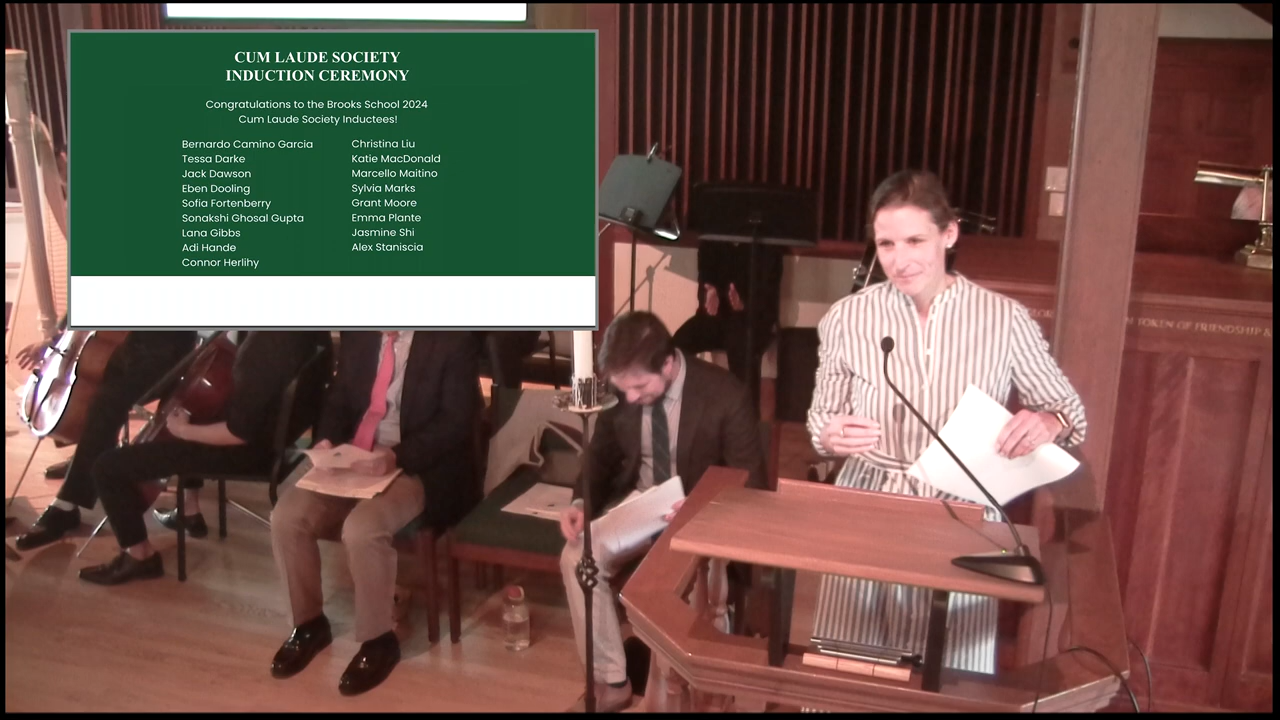 CUM LAUDE SOCIETY
INDUCTION CEREMONY
Congratulations to the Brooks School 2024
Cum Laude Society Inductees!
Bernardo Camino Garcia
Tessa Darke
Jack Dawson
Eben Dooling
Sofia Fortenberry
Sonakshi Ghosal Gupta
Lana Gibbs
Adi Hande
Connor Herlihy
Christina Liu
Katie MacDonald
Marcello Maitino
Sylvia Marks
Grant Moore
Emma Plante
Jasmine Shi
Alex Staniscia
TOKEN OF FRIENDSHIP &